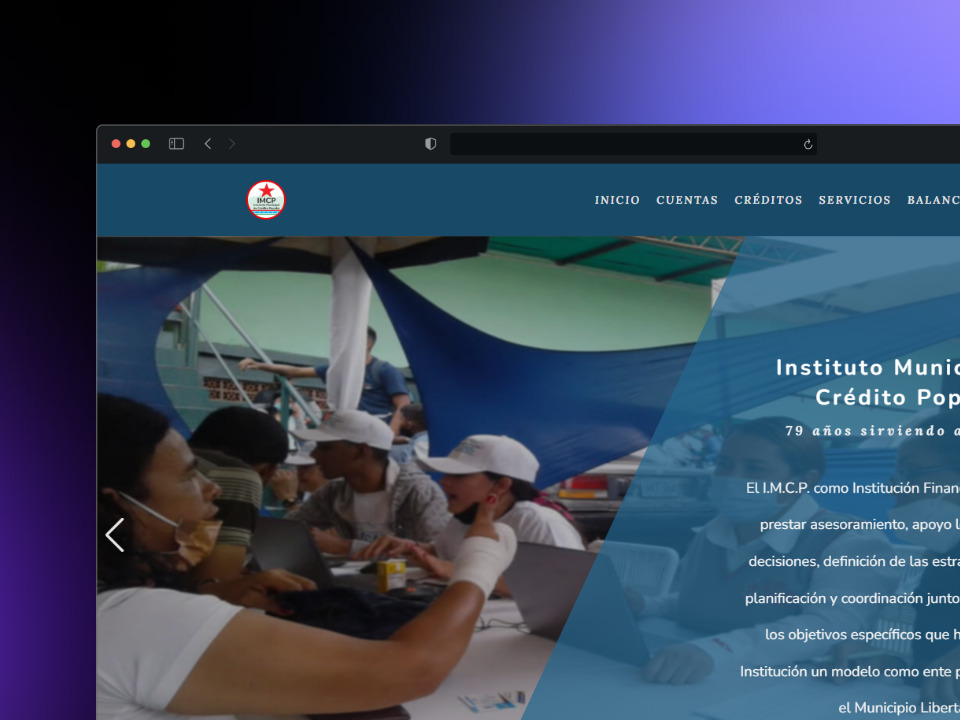 IMCP
INICIO CUENTAS CRÉDITOS SERVICIOS BALANC
Instituto Munic
Crédito Pop
79 años sirviendo a
El I.M.C.P. como Institución Finan
prestar asesoramiento, apoyo l
decisiones, definición de las estra
planificación y coordinación junto
los objetivos específicos que h
Institución un modelo como ente p
el Municipio Liberta